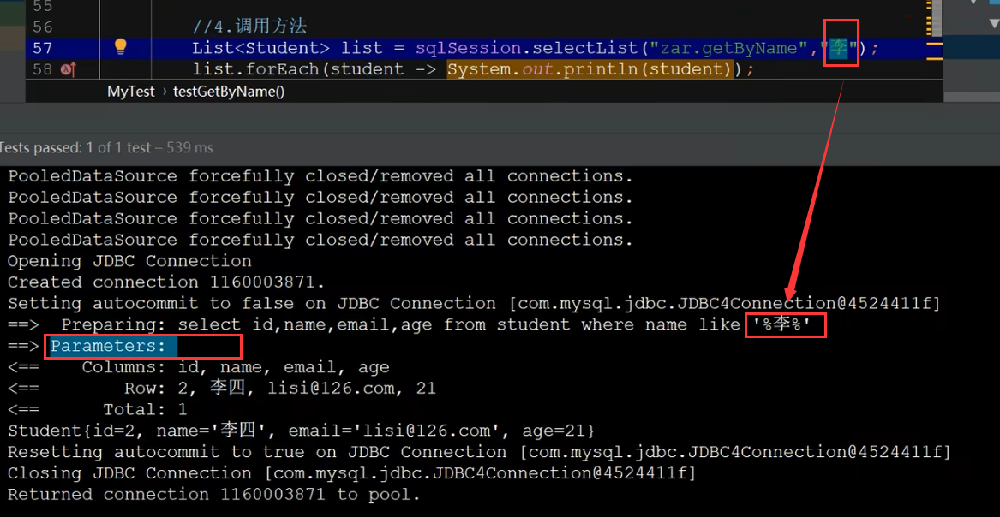 55
56 //4.调用方法
57 List<Student> list = sqlSession.selectList("zar.getByName","李");
58 list.forEach(student -> System.out.println(student));
MyTest › testGetByName()
Tests passed: 1 of 1 test – 539 ms
PooledDataSource forcefully closed/removed all connections.
PooledDataSource forcefully closed/removed all connections.
PooledDataSource forcefully closed/removed all connections.
PooledDataSource forcefully closed/removed all connections.
Opening JDBC Connection
Created connection 1160003871.
Setting autocommit to false on JDBC Connection [com.mysql.jdbc.JDBC4Connection@4524411f]
==>  Preparing: select id,name,email,age from student where name like '%李%'
==> Parameters:
<==    Columns: id, name, email, age
<==        Row: 2, 李四, lisi@126.com, 21
<==      Total: 1
Student{id=2, name='李四', email='lisi@126.com', age=21}
Resetting autocommit to true on JDBC Connection [com.mysql.jdbc.JDBC4Connection@4524411f]
Closing JDBC Connection [com.mysql.jdbc.JDBC4Connection@4524411f]
Returned connection 1160003871 to pool.